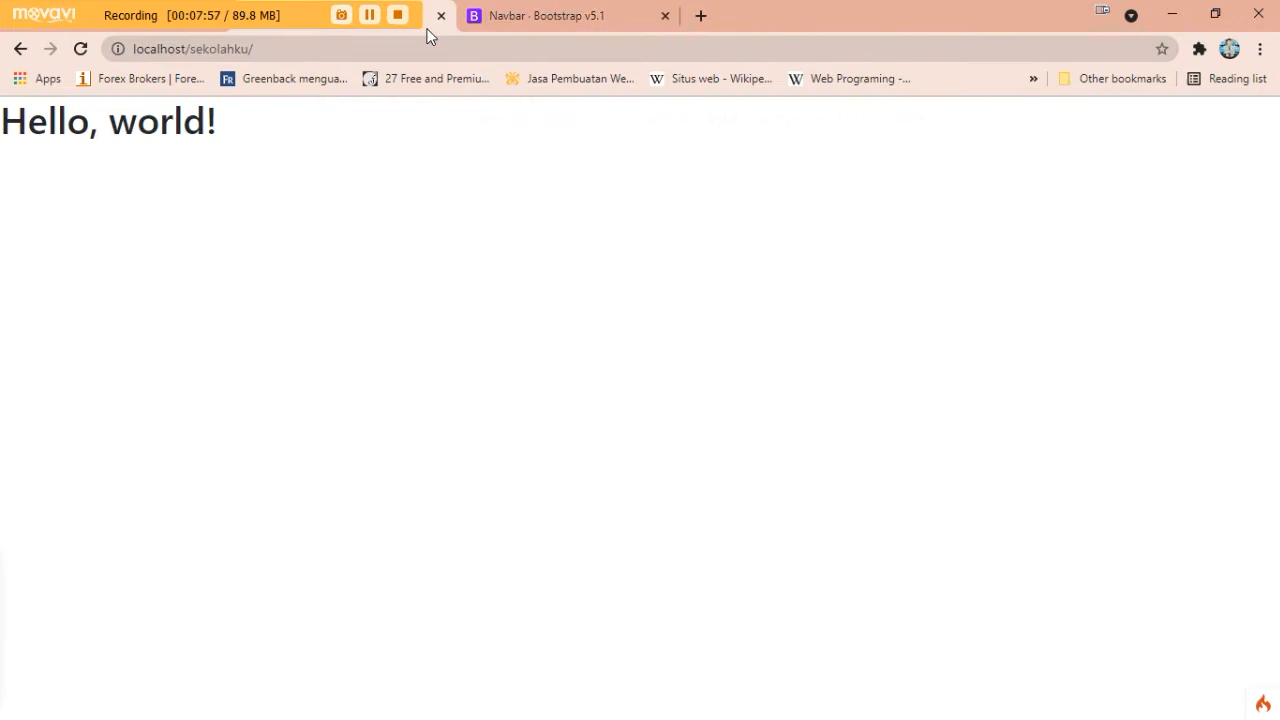 movavi Recording [00:07:57 / 89.8 MB] Navbar · Bootstrap v5.1
localhost/sekolahku/
Apps Forex Brokers | Fore... Greenback mengua... 27 Free and Premiu... Jasa Pembuatan We... Situs web - Wikipe... Web Programing -... » Other bookmarks Reading list
Hello, world!